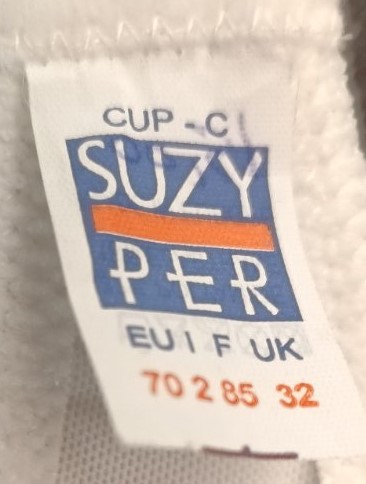 CUP - C
SUZY
PER
EU I F UK
70 2 85 32